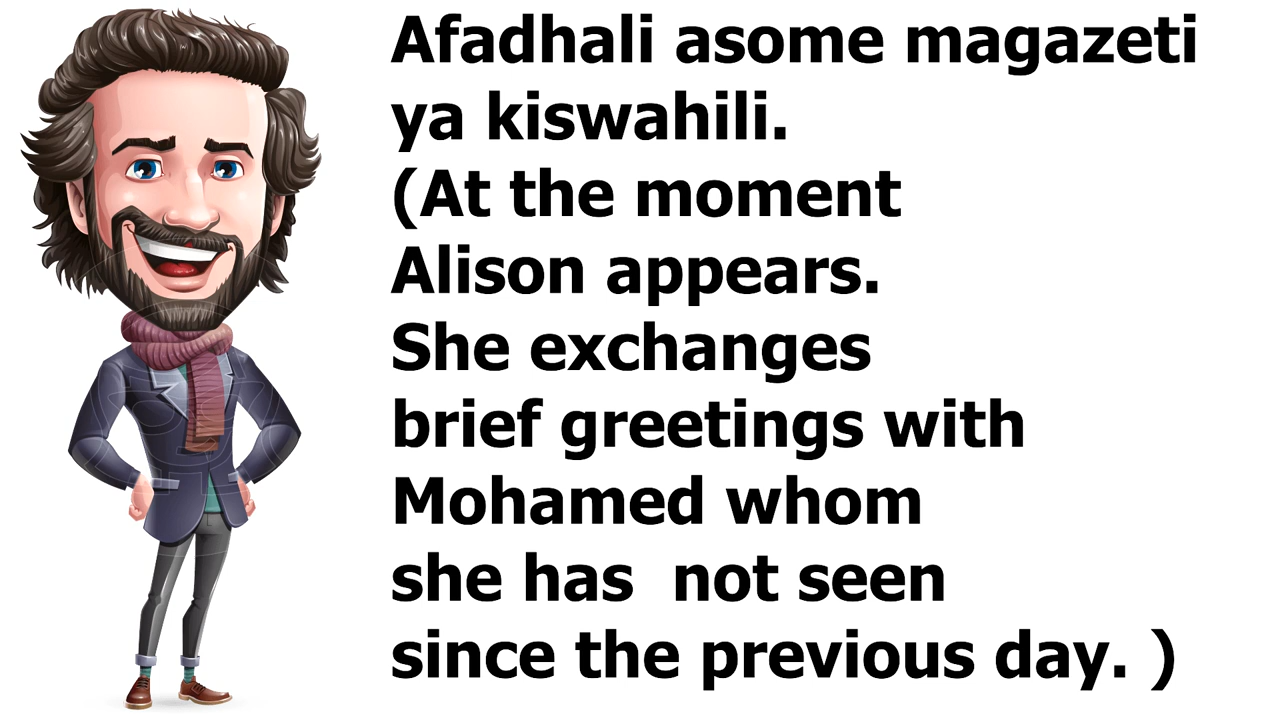 Afadhali asome magazeti
ya kiswahili.
(At the moment
Alison appears.
She exchanges
brief greetings with
Mohamed whom
she has  not seen
since the previous day. )